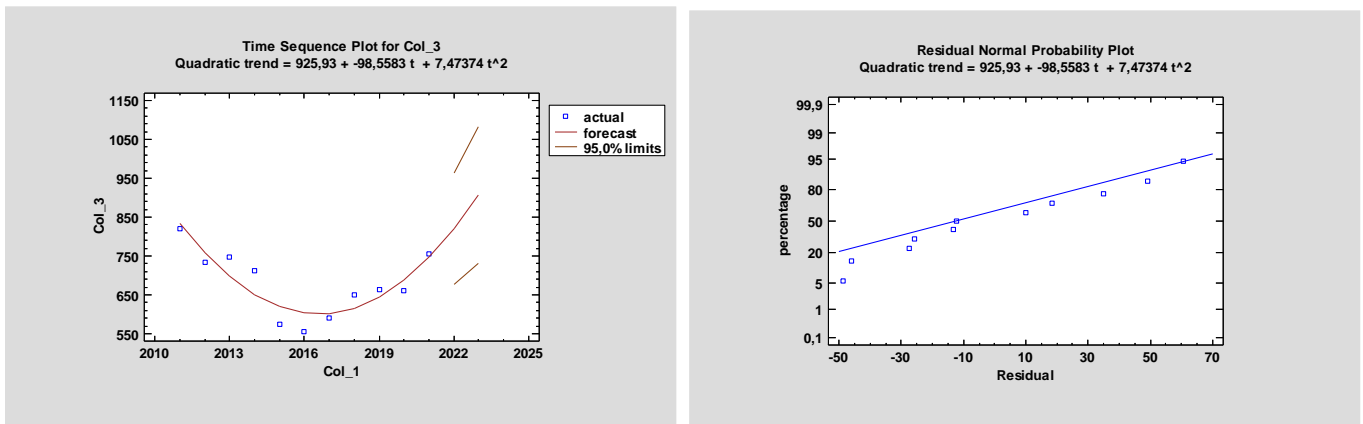 Time Sequence Plot for Col_3
Quadratic trend = 925,93 + -98,5583 t + 7,47374 t^2
1150
1050
950
850
750
650
550
Col_3
2010
2013
2016
2019
2022
2025
Col_1
actual
forecast
95,0% limits
Residual Normal Probability Plot
Quadratic trend = 925,93 + -98,5583 t + 7,47374 t^2
99,9
99
95
80
50
20
5
1
0,1
percentage
-50
-30
-10
10
30
50
70
Residual